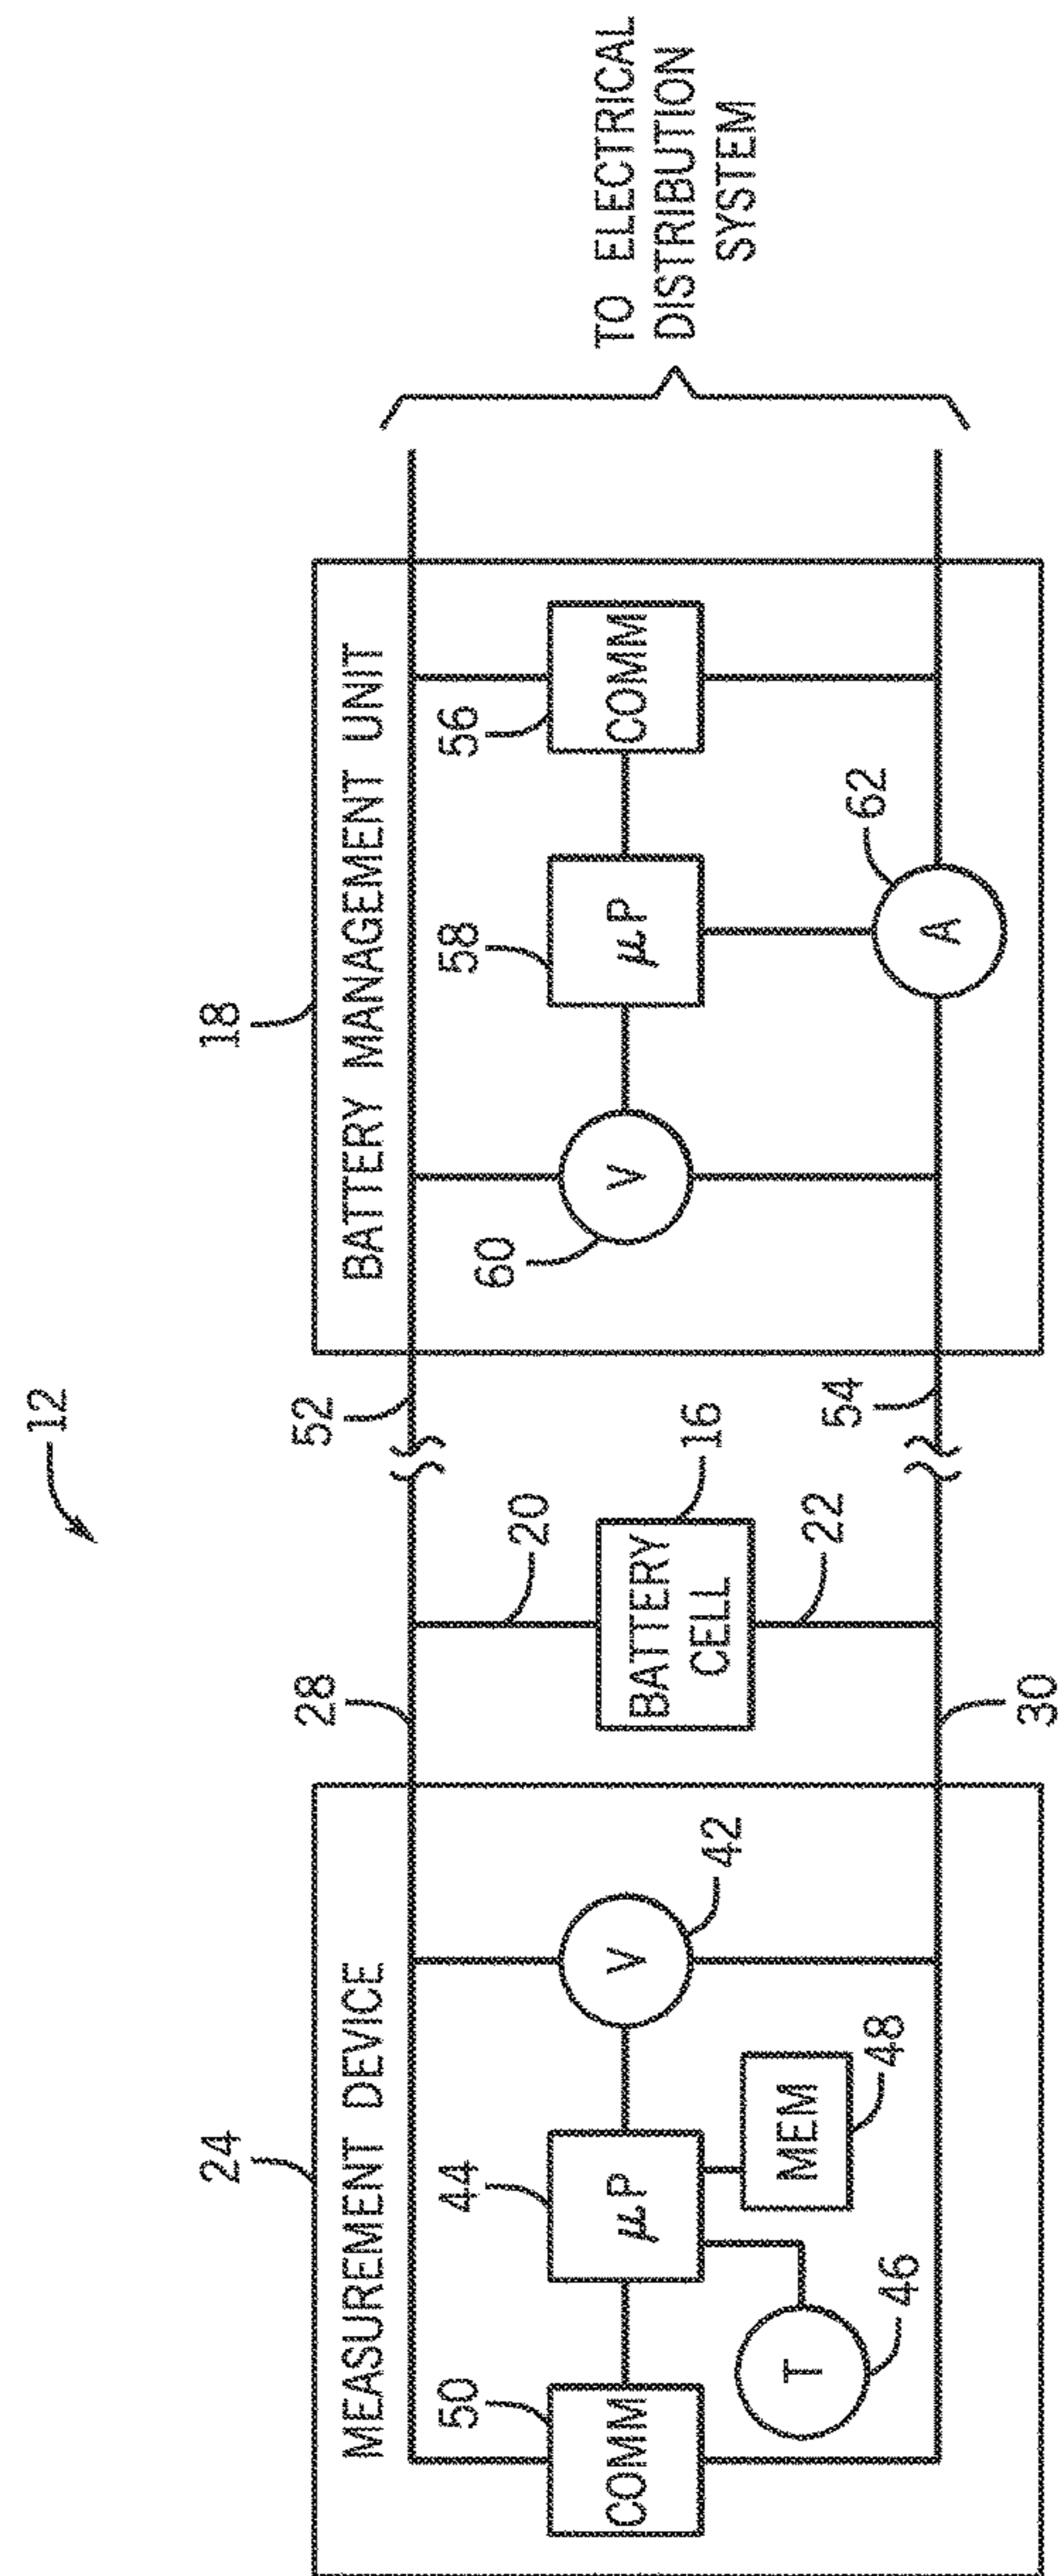 12
24
MEASUREMENT DEVICE
50
COMM
44
μP
T
46
MEM
48
V
42
28
30
20
BATTERY
CELL
16
22
52
54
18
BATTERY MANAGEMENT UNIT
60
V
58
μP
56
COMM
A
62
TO ELECTRICAL
DISTRIBUTION
SYSTEM